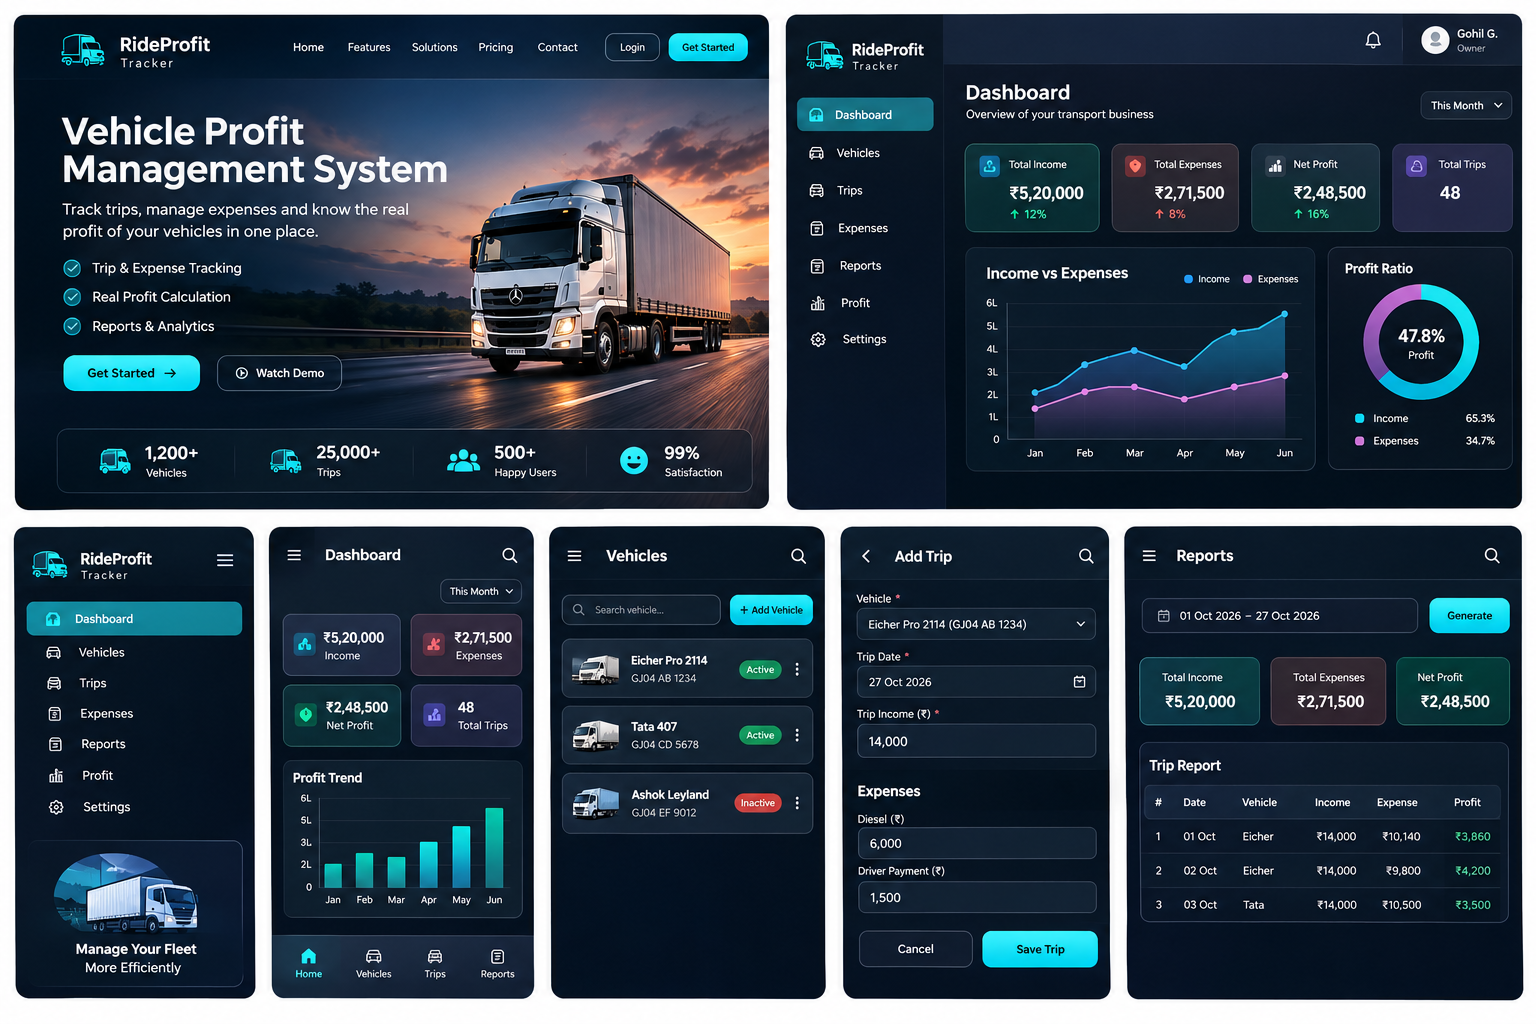 RideProfit
Tracker
Home Features Solutions Pricing Contact Login Get Started
Vehicle Profit
Management System
Track trips, manage expenses and know the real
profit of your vehicles in one place.
Trip & Expense Tracking
Real Profit Calculation
Reports & Analytics
Get Started → Watch Demo
1,200+ 25,000+ 500+ 99%
Vehicles Trips Happy Users Satisfaction
RideProfit
Tracker
Gohil G.
Owner
Dashboard
Vehicles
Trips
Expenses
Reports
Profit
Settings
Dashboard
Overview of your transport business
This Month
Total Income
₹5,20,000
↑ 12%
Total Expenses
₹2,71,500
↑ 8%
Net Profit
₹2,48,500
↑ 16%
Total Trips
48
Income vs Expenses
Income Expenses
6L
5L
4L
3L
2L
1L
0
Jan Feb Mar Apr May Jun
Profit Ratio
47.8%
Profit
Income 65.3%
Expenses 34.7%
RideProfit
Tracker
Dashboard
Vehicles
Trips
Expenses
Reports
Profit
Settings
Manage Your Fleet
More Efficiently
Dashboard
This Month
₹5,20,000
Income
₹2,71,500
Expenses
₹2,48,500
Net Profit
48
Total Trips
Profit Trend
6L
5L
3L
2L
0
Jan Feb Mar Apr May Jun
Home Vehicles Trips Reports
Vehicles
Search vehicle...
+ Add Vehicle
Eicher Pro 2114
GJ04 AB 1234
Active
Tata 407
GJ04 CD 5678
Active
Ashok Leyland
GJ04 EF 9012
Inactive
Add Trip
Vehicle *
Eicher Pro 2114 (GJ04 AB 1234)
Trip Date *
27 Oct 2026
Trip Income (₹) *
14,000
Expenses
Diesel (₹)
6,000
Driver Payment (₹)
1,500
Cancel Save Trip
Reports
01 Oct 2026 – 27 Oct 2026
Generate
Total Income
₹5,20,000
Total Expenses
₹2,71,500
Net Profit
₹2,48,500
Trip Report
# Date Vehicle Income Expense Profit
1 01 Oct Eicher ₹14,000 ₹10,140 ₹3,860
2 02 Oct Eicher ₹14,000 ₹9,800 ₹4,200
3 03 Oct Tata ₹14,000 ₹10,500 ₹3,500